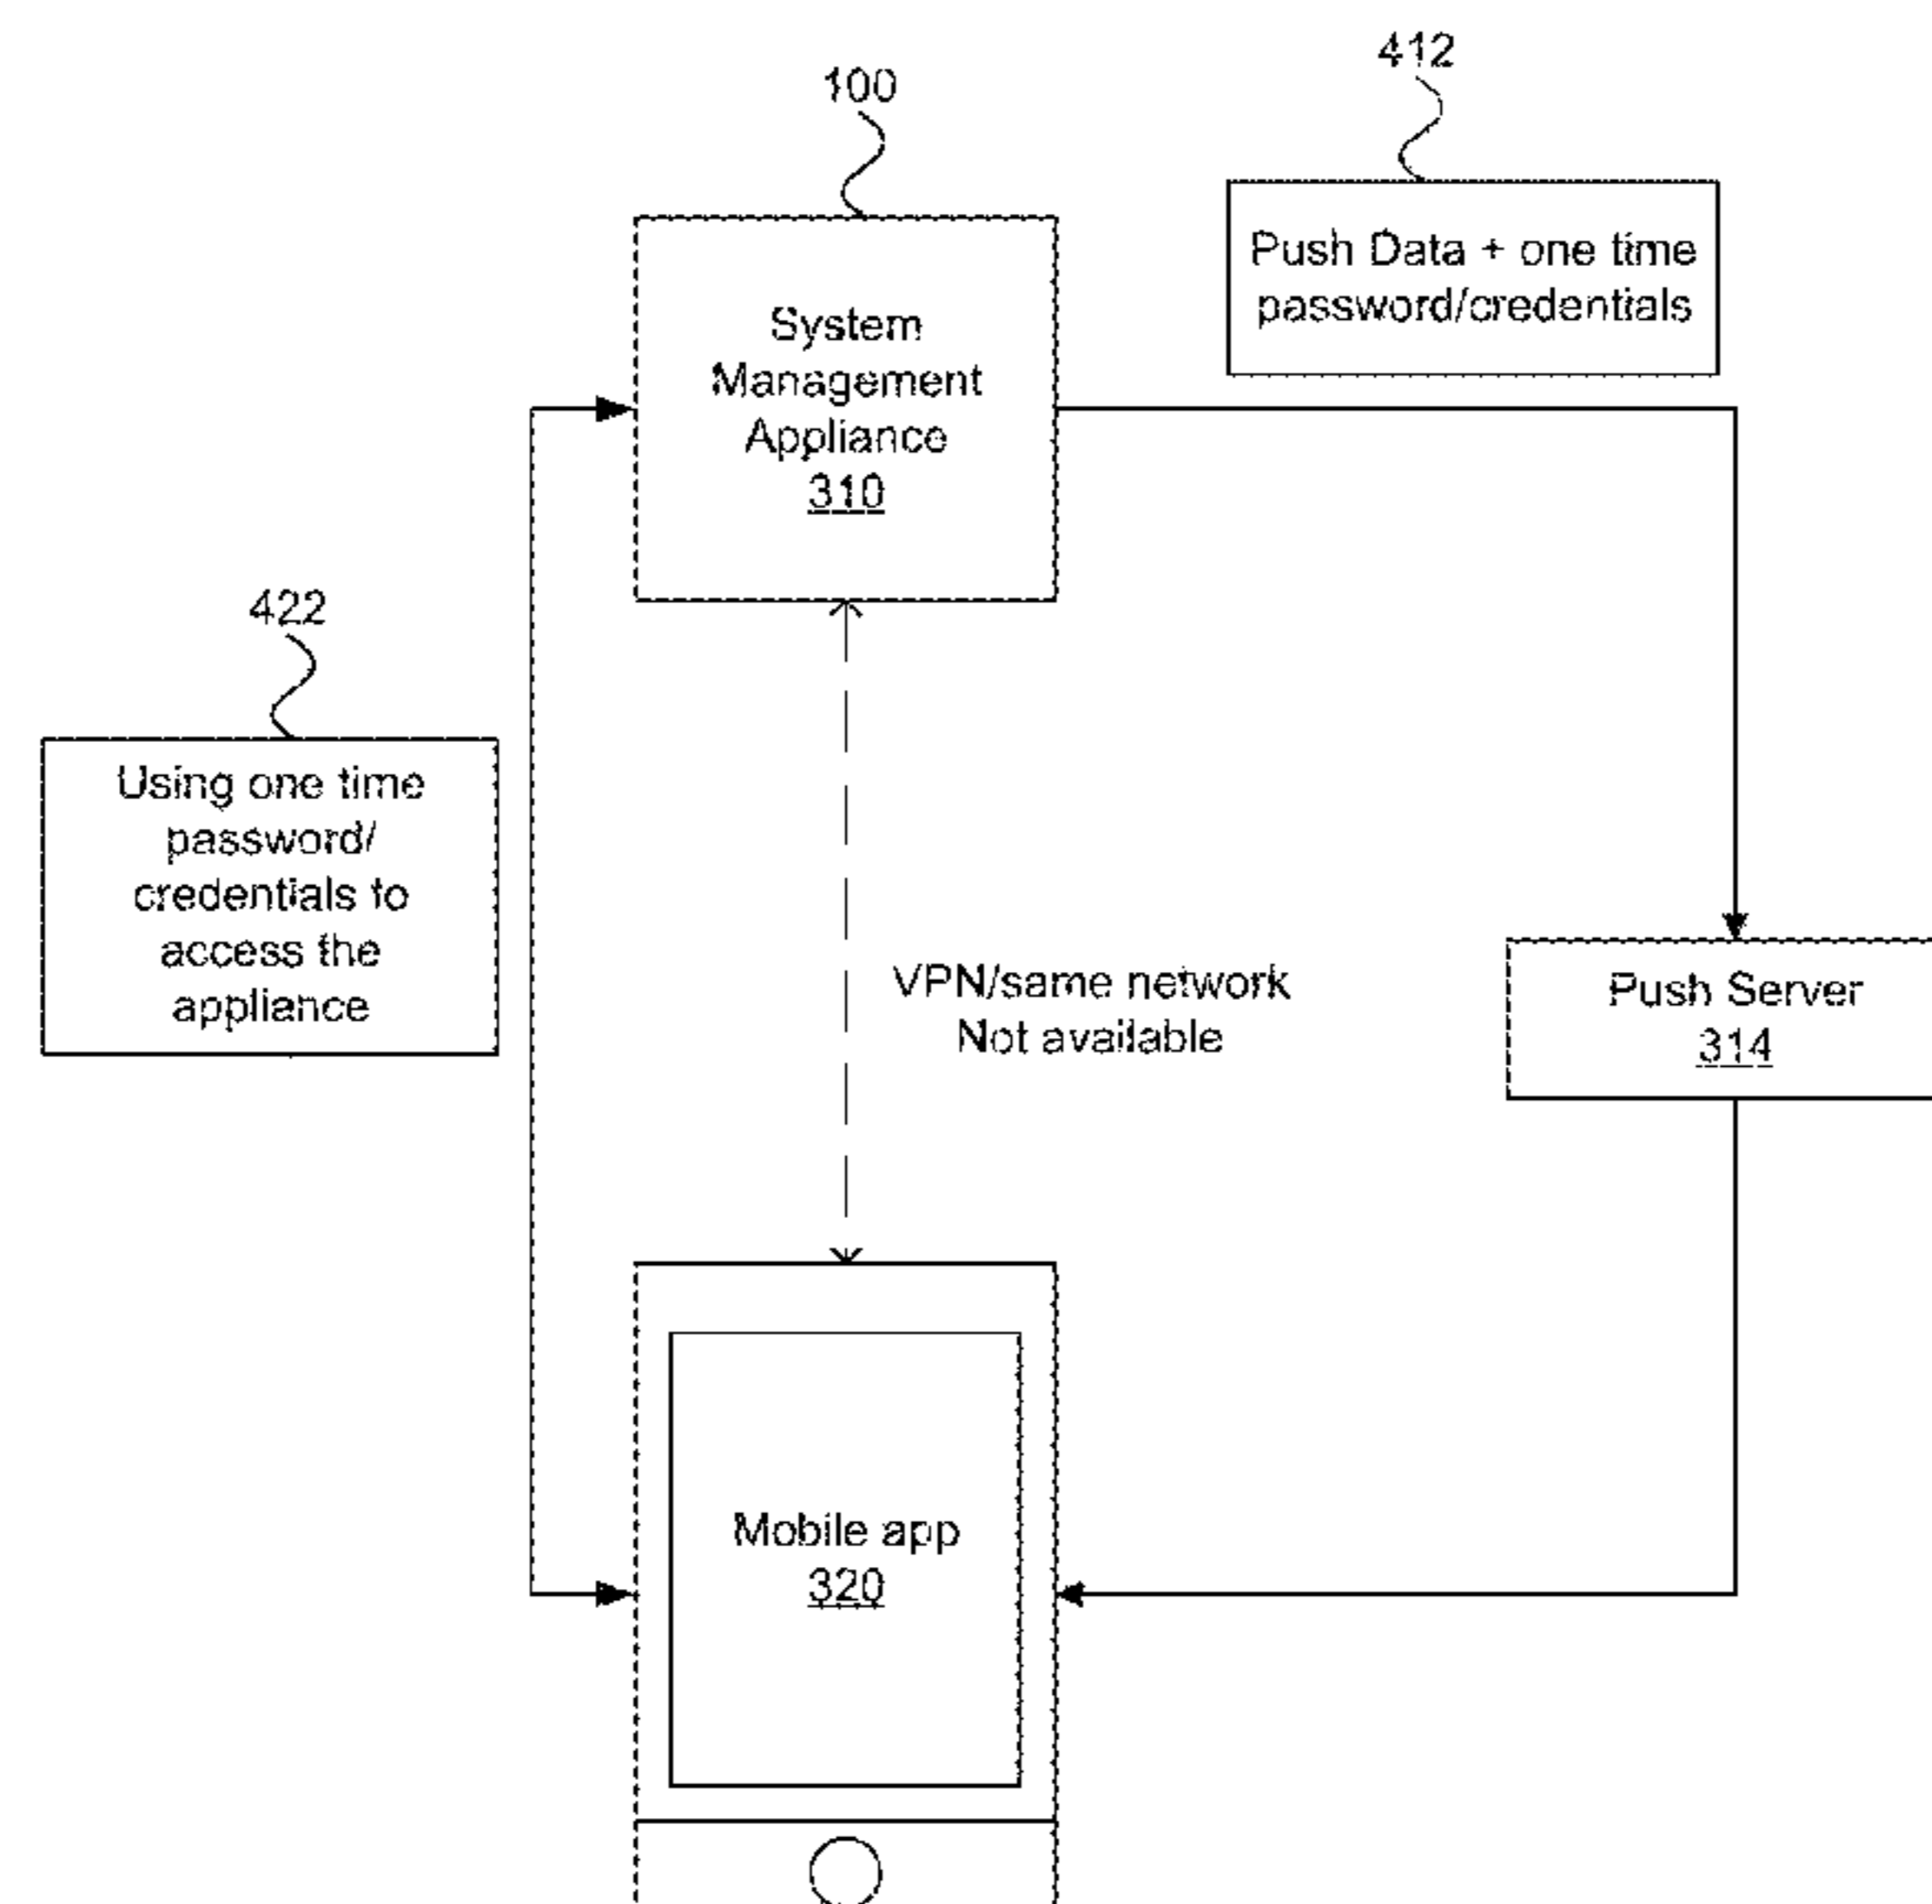 412
100
Push Data + one time
password/credentials
System
Management
Appliance
310
422
Using one time
password/
credentials to
access the
appliance
VPN/same network
Not available
Push Server
314
Mobile app
320